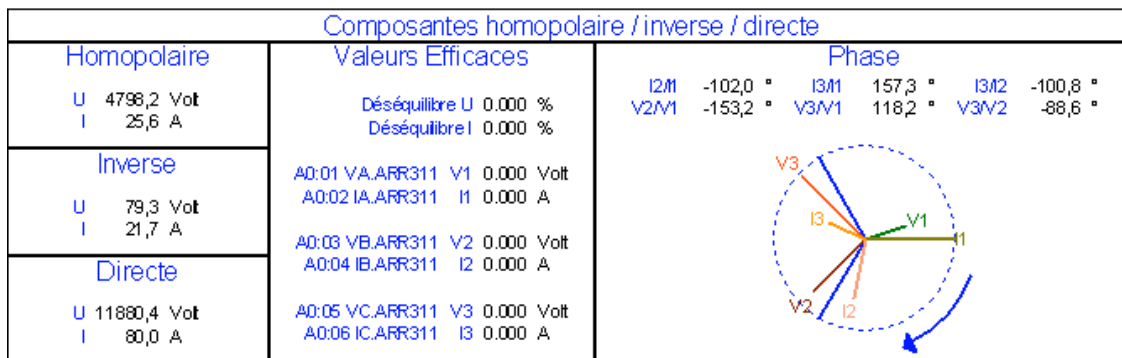 Composantes homopolaire / inverse / directe
Homopolaire
U 4798,2 Volt
I 25,6 A
Inverse
U 79,3 Volt
I 21,7 A
Directe
U 11880,4 Volt
I 80,0 A
Valeurs Efficaces
Déséquilibre U 0.000 %
Déséquilibre I 0.000 %
A0:01 VA.ARR311 V1 0.000 Volt
A0:02 IA.ARR311 I1 0.000 A
A0:03 VB.ARR311 V2 0.000 Volt
A0:04 IB.ARR311 I2 0.000 A
A0:05 VC.ARR311 V3 0.000 Volt
A0:06 IC.ARR311 I3 0.000 A
Phase
I2/I1 -102,0 ° I3/I1 157,3 ° I3/I2 -100,8 °
V2/V1 -153,2 ° V3/V1 118,2 ° V3/V2 -88,6 °
V3
I3
V1
I1
V2
I2